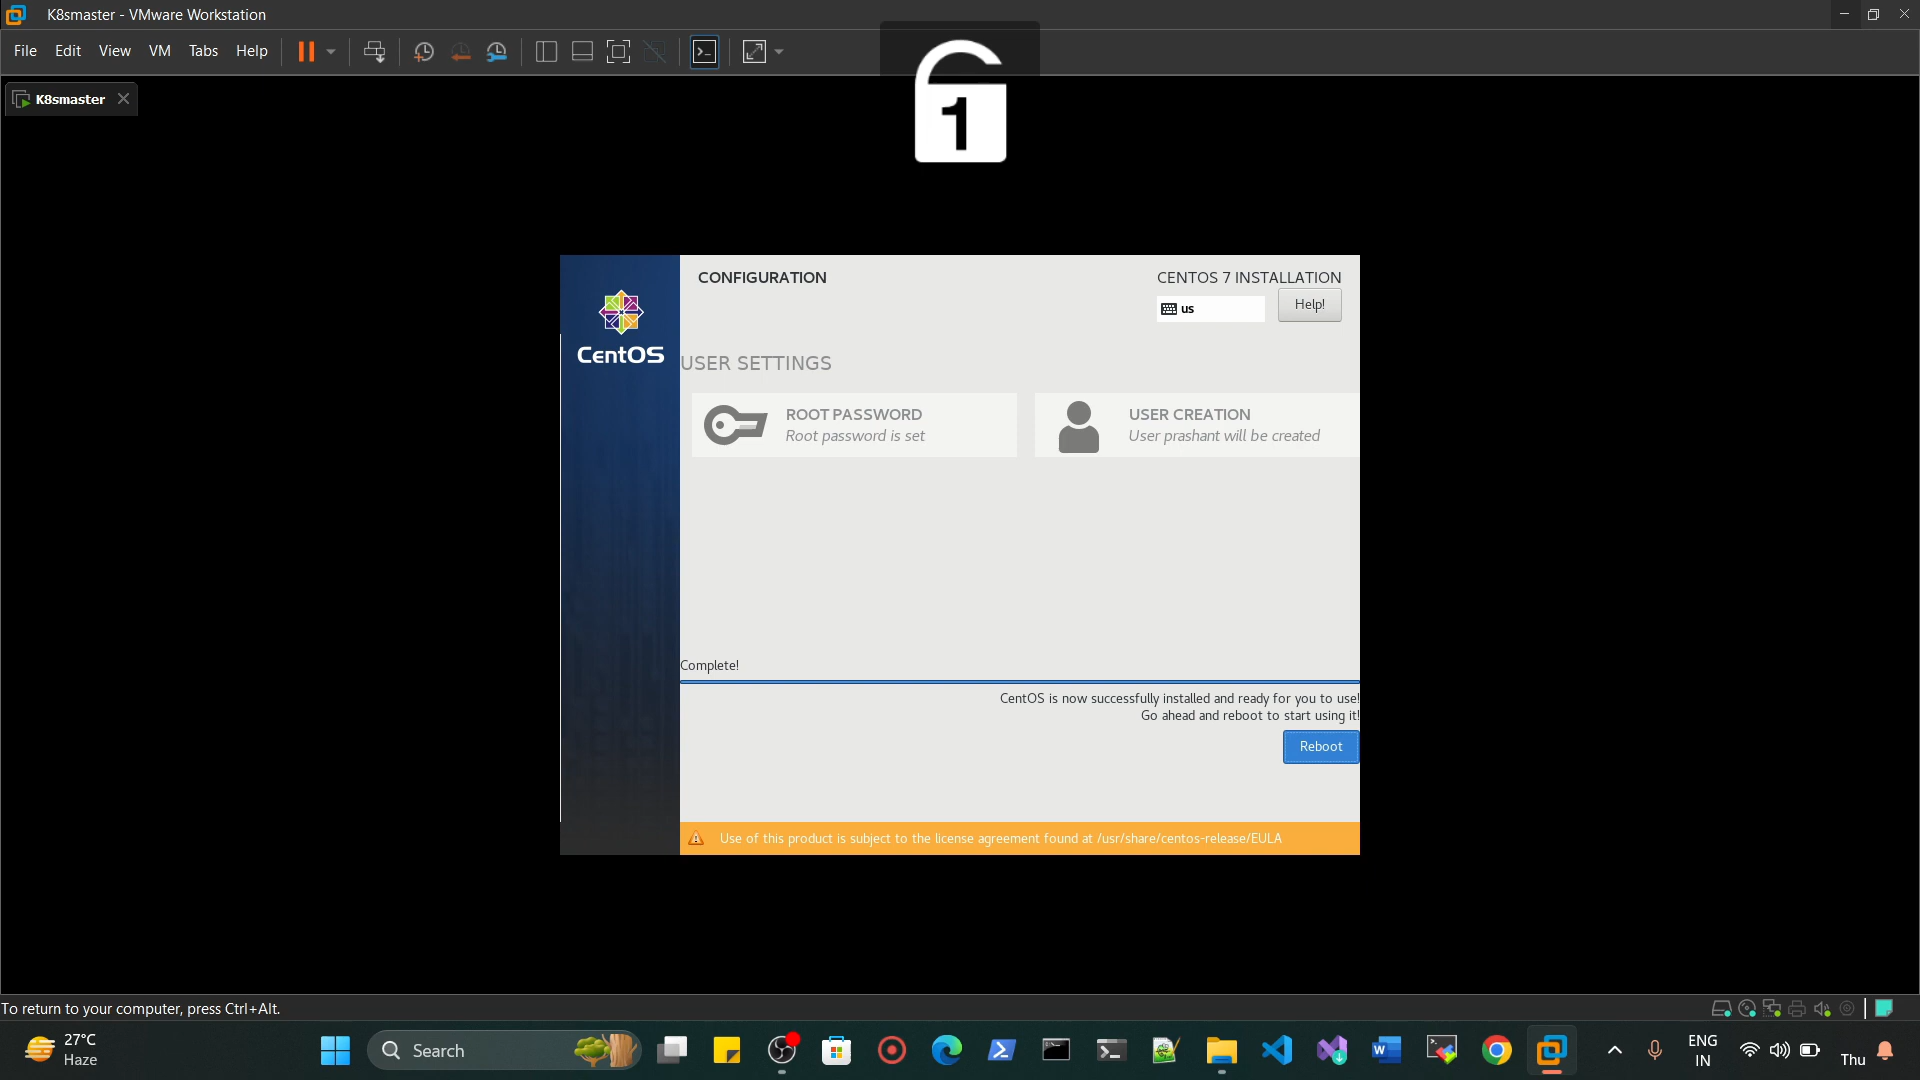 K8smaster - VMware Workstation
File Edit View VM Tabs Help
K8smaster
1
CONFIGURATION
CENTOS 7 INSTALLATION
us
Help!
CentOS
USER SETTINGS
ROOT PASSWORD
Root password is set
USER CREATION
User prashant will be created
Complete!
CentOS is now successfully installed and ready for you to use!
Go ahead and reboot to start using it!
Reboot
Use of this product is subject to the license agreement found at /usr/share/centos-release/EULA
To return to your computer, press Ctrl+Alt.
27°C
Haze
Search
ENG
IN
Thu